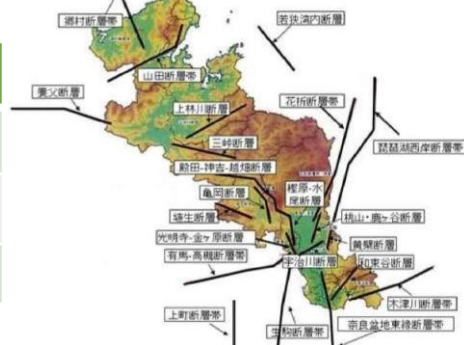 郷村断層帯
若狭湾内断層
山田断層帯
養父断層
上林川断層
花折断層帯
三峠断層
琵琶湖西岸断層帯
殿田-神吉-越畑断層
亀岡断層
樫原-水
尾断層
埴生断層
桃山・鹿ヶ谷断層
光明寺-金ヶ原断層
黄檗断層
有馬-高槻断層帯
宇治川断層
和束谷断層
木津川断層帯
上町断層帯
生駒断層帯
奈良盆地東縁断層帯